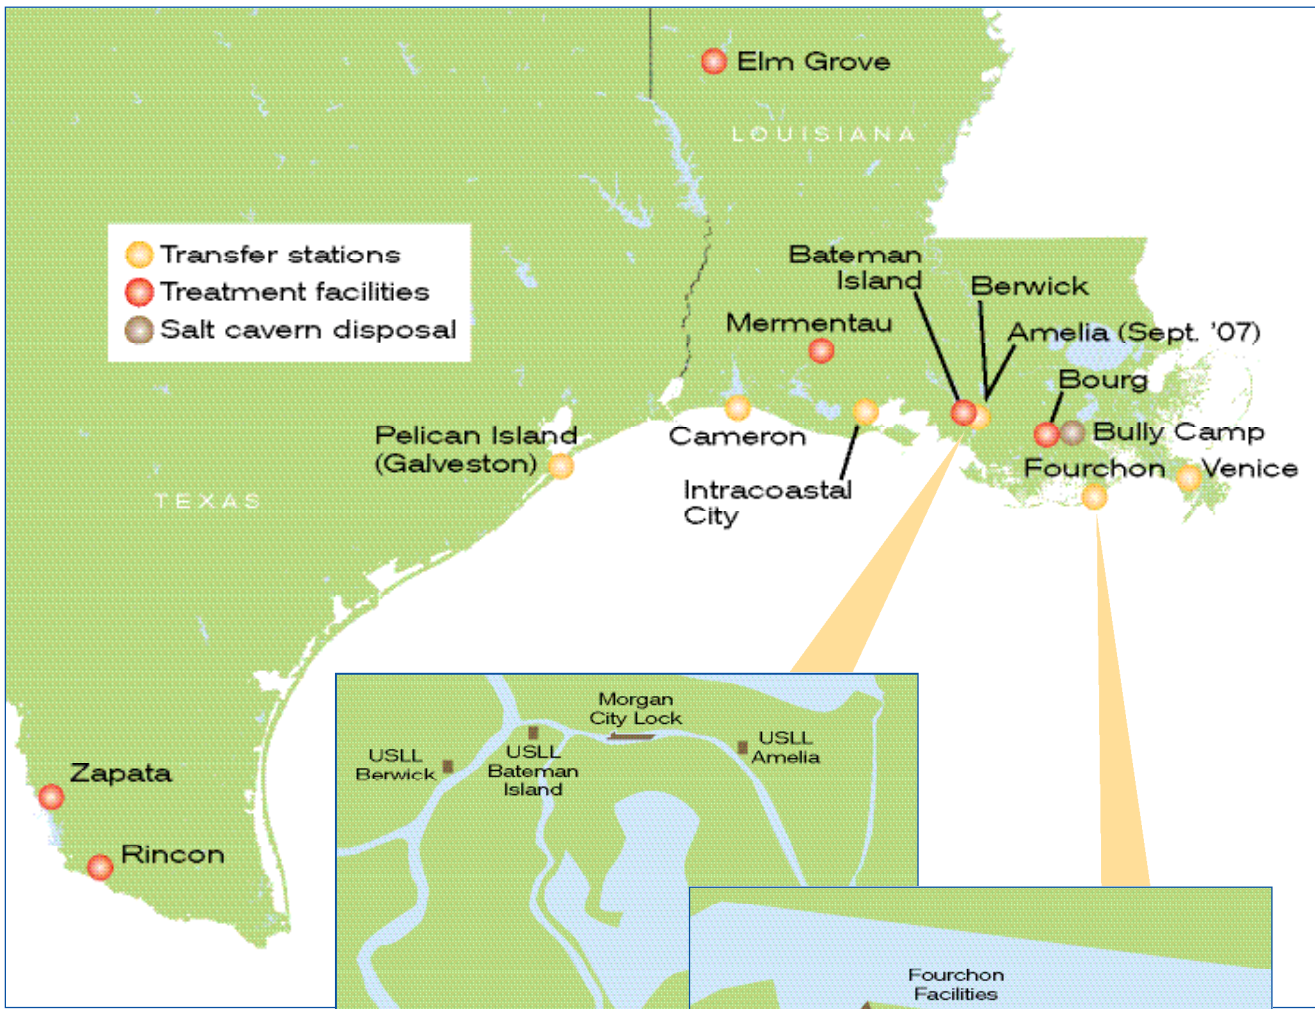 Elm Grove
LOUISIANA
Transfer stations
Treatment facilities
Salt cavern disposal
Bateman
Island
Berwick
Mermentau
Amelia (Sept. '07)
Bourg
Pelican Island
(Galveston)
Cameron
Bully Camp
Fourchon
Venice
Intracoastal
City
TEXAS
Zapata
Rincon
Morgan
City Lock
USLL
Berwick
USLL
Bateman
Island
USLL
Amelia
Fourchon
Facilities